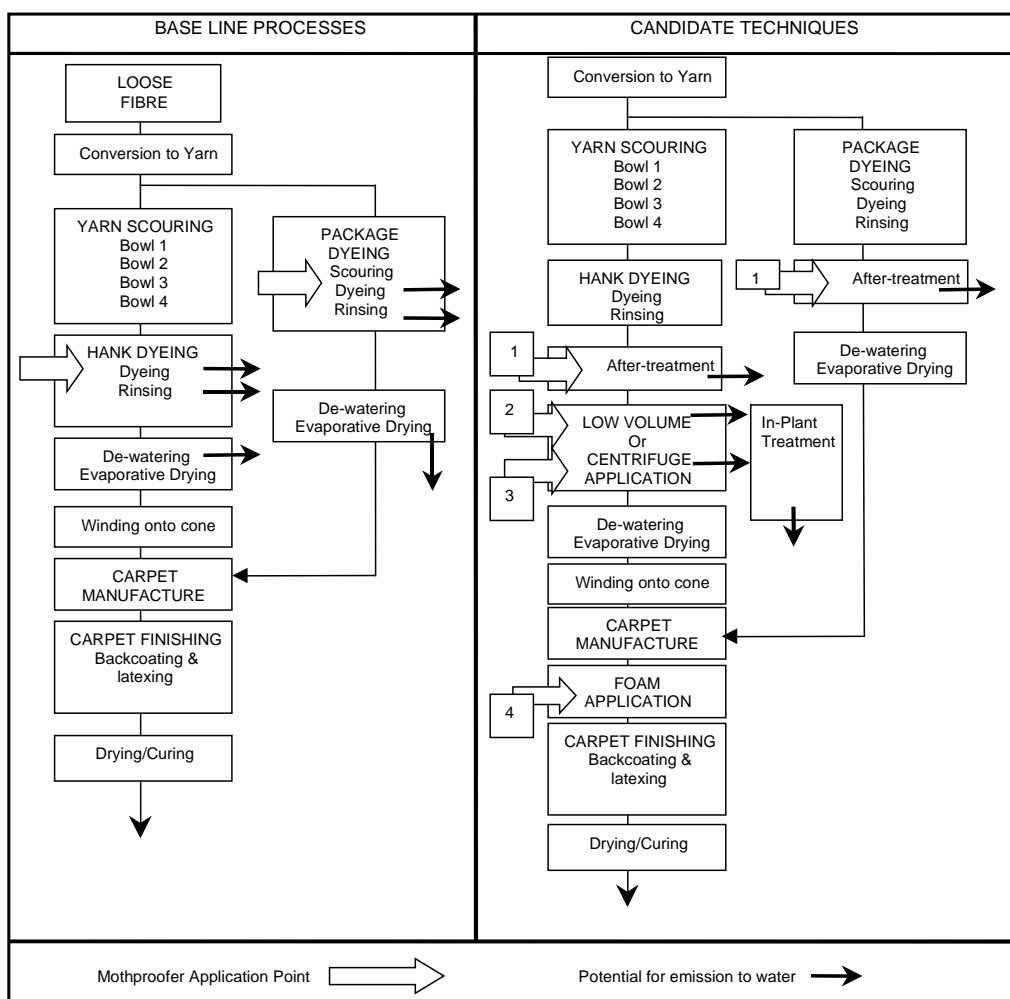 BASE LINE PROCESSES
LOOSE
FIBRE
Conversion to Yarn
YARN SCOURING
Bowl 1
Bowl 2
Bowl 3
Bowl 4
PACKAGE
DYEING
Scouring
Dyeing
Rinsing
HANK DYEING
Dyeing
Rinsing
De-watering
Evaporative Drying
De-watering
Evaporative Drying
Winding onto cone
CARPET
MANUFACTURE
CARPET FINISHING
Backcoating &
latexing
Drying/Curing
CANDIDATE TECHNIQUES
Conversion to Yarn
YARN SCOURING
Bowl 1
Bowl 2
Bowl 3
Bowl 4
PACKAGE
DYEING
Scouring
Dyeing
Rinsing
HANK DYEING
Dyeing
Rinsing
1
After-treatment
1
After-treatment
De-watering
Evaporative Drying
2
3
LOW VOLUME
Or
CENTRIFUGE
APPLICATION
In-Plant
Treatment
De-watering
Evaporative Drying
Winding onto cone
CARPET
MANUFACTURE
4
FOAM
APPLICATION
CARPET FINISHING
Backcoating &
latexing
Drying/Curing
Mothproofer Application Point
Potential for emission to water